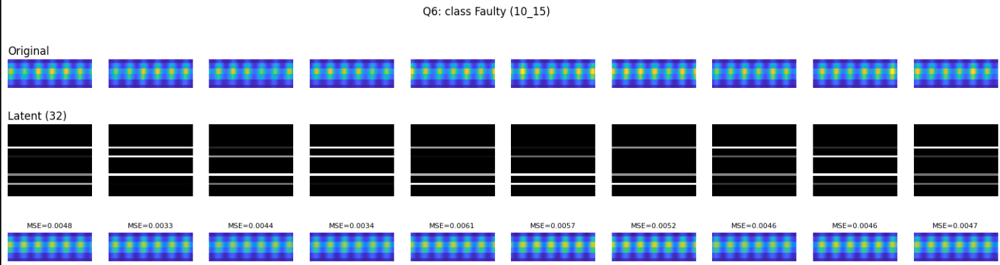 Q6: class Faulty (10_15)
Original
Latent (32)
MSE=0.0048 MSE=0.0033 MSE=0.0044 MSE=0.0034 MSE=0.0061 MSE=0.0057 MSE=0.0052 MSE=0.0046 MSE=0.0046 MSE=0.0047